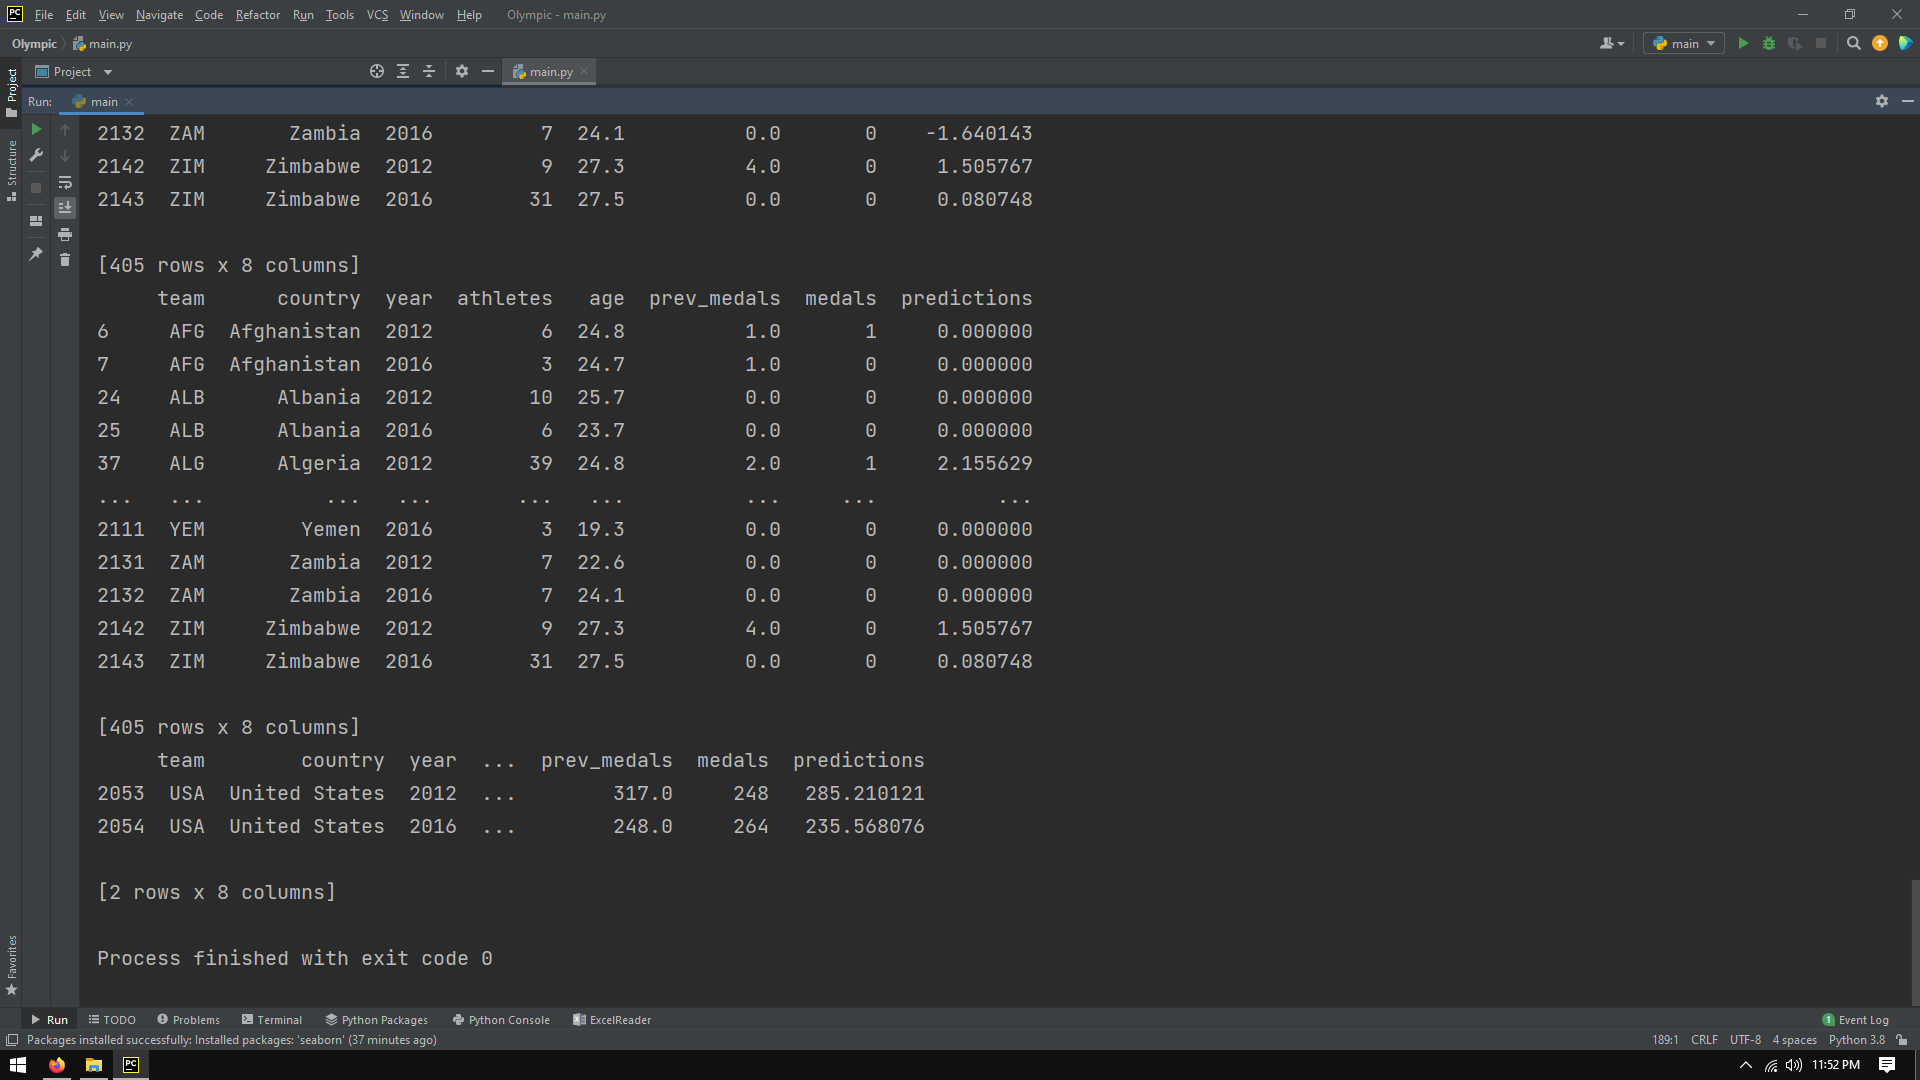 File Edit View Navigate Code Refactor Run Tools VCS Window Help Olympic - main.py
Olympic main.py main
Project main.py
Run: main
2132 ZAM Zambia 2016 7 24.1 0.0 0 -1.640143
2142 ZIM Zimbabwe 2012 9 27.3 4.0 0 1.505767
2143 ZIM Zimbabwe 2016 31 27.5 0.0 0 0.080748
[405 rows x 8 columns]
team country year athletes age prev_medals medals predictions
6 AFG Afghanistan 2012 6 24.8 1.0 1 0.000000
7 AFG Afghanistan 2016 3 24.7 1.0 0 0.000000
24 ALB Albania 2012 10 25.7 0.0 0 0.000000
25 ALB Albania 2016 6 23.7 0.0 0 0.000000
37 ALG Algeria 2012 39 24.8 2.0 1 2.155629
... ... ... ... ... ... ... ... ...
2111 YEM Yemen 2016 3 19.3 0.0 0 0.000000
2131 ZAM Zambia 2012 7 22.6 0.0 0 0.000000
2132 ZAM Zambia 2016 7 24.1 0.0 0 0.000000
2142 ZIM Zimbabwe 2012 9 27.3 4.0 0 1.505767
2143 ZIM Zimbabwe 2016 31 27.5 0.0 0 0.080748
[405 rows x 8 columns]
team country year ... prev_medals medals predictions
2053 USA United States 2012 ... 317.0 248 285.210121
2054 USA United States 2016 ... 248.0 264 235.568076
[2 rows x 8 columns]
Process finished with exit code 0
Project
Structure
Favorites
Run TODO Problems Terminal Python Packages Python Console ExcelReader 1 Event Log
Packages installed successfully: Installed packages: 'seaborn' (37 minutes ago) 189:1 CRLF UTF-8 4 spaces Python 3.8
PC 11:52 PM